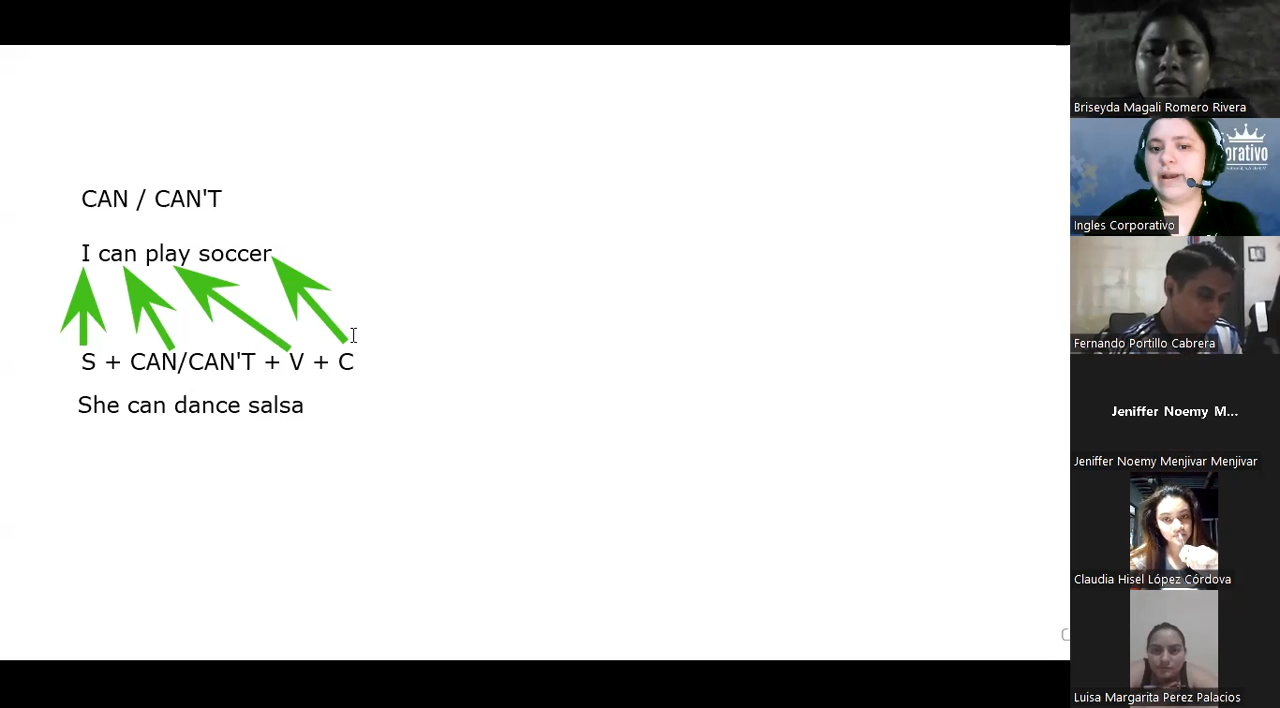 CAN / CAN'T
I can play soccer
S + CAN/CAN'T + V + C
She can dance salsa
Briseyda Magali Romero Rivera
orativo
Ingles Corporativo
Fernando Portillo Cabrera
Jeniffer Noemy M...
Jeniffer Noemy Menjivar Menjivar
Claudia Hisel López Córdova
Luisa Margarita Perez Palacios